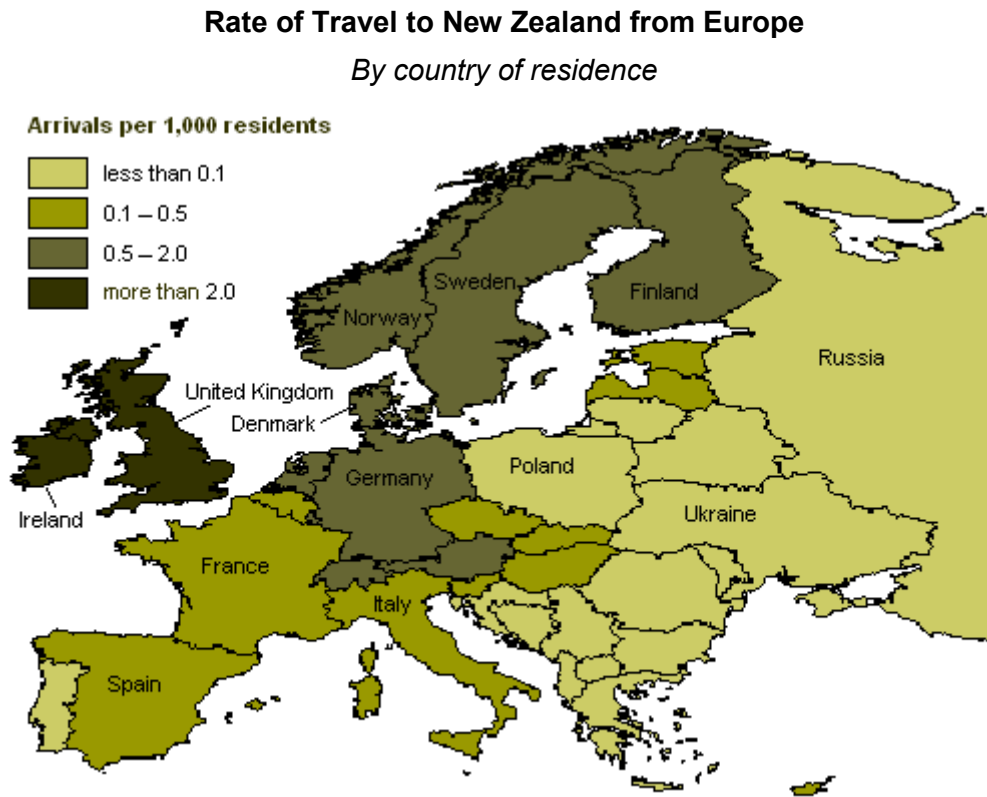 Rate of Travel to New Zealand from Europe
By country of residence
Arrivals per 1,000 residents
less than 0.1
0.1 – 0.5
0.5 – 2.0
more than 2.0
Sweden
Finland
Norway
Russia
United Kingdom
Denmark
Poland
Germany
Ukraine
Ireland
France
Italy
Spain